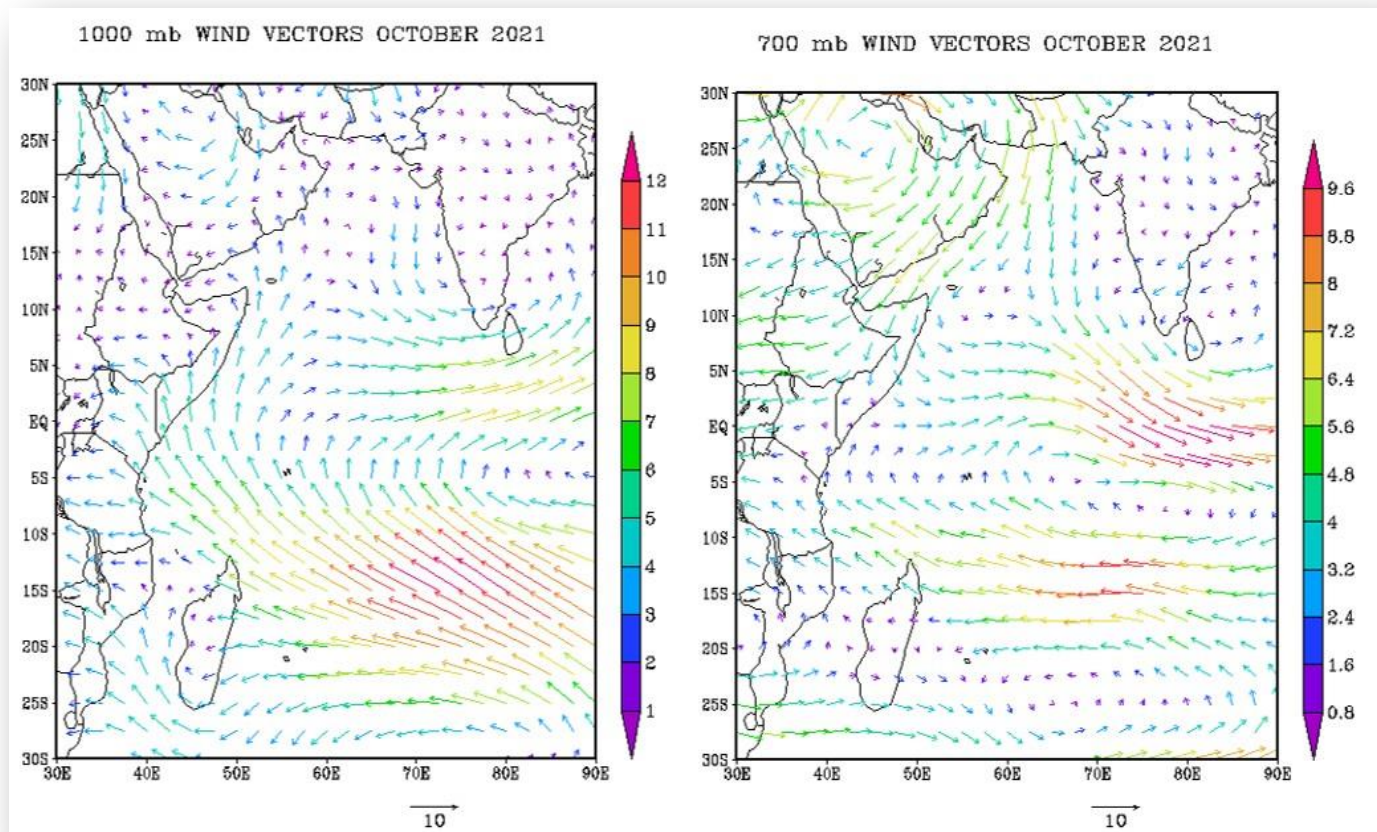 1000 mb WIND VECTORS OCTOBER 2021
30N
25N
20N
15N
10N
5N
EQ
5S
10S
15S
20S
25S
30S
30E 40E 50E 60E 70E 80E 90E
10
12
11
10
9
8
7
6
5
4
3
2
1
700 mb WIND VECTORS OCTOBER 2021
30N
25N
20N
15N
10N
5N
EQ
5S
10S
15S
20S
25S
30S
30E 40E 50E 60E 70E 80E 90E
10
9.6
8.8
8
7.2
6.4
5.6
4.8
4
3.2
2.4
1.6
0.8